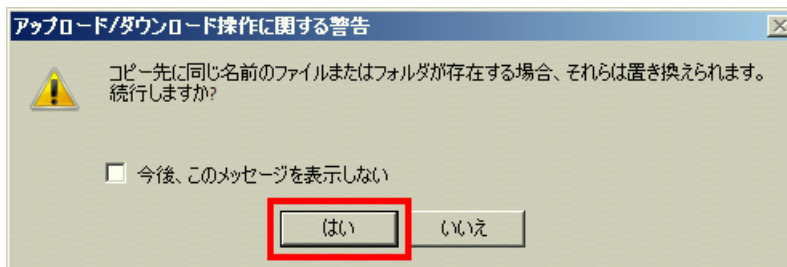 アップロード/ダウンロード操作に関する警告
コピー先に同じ名前のファイルまたはフォルダが存在する場合、それらは置き換えられます。
続行しますか?
今後、このメッセージを表示しない
はい
いいえ